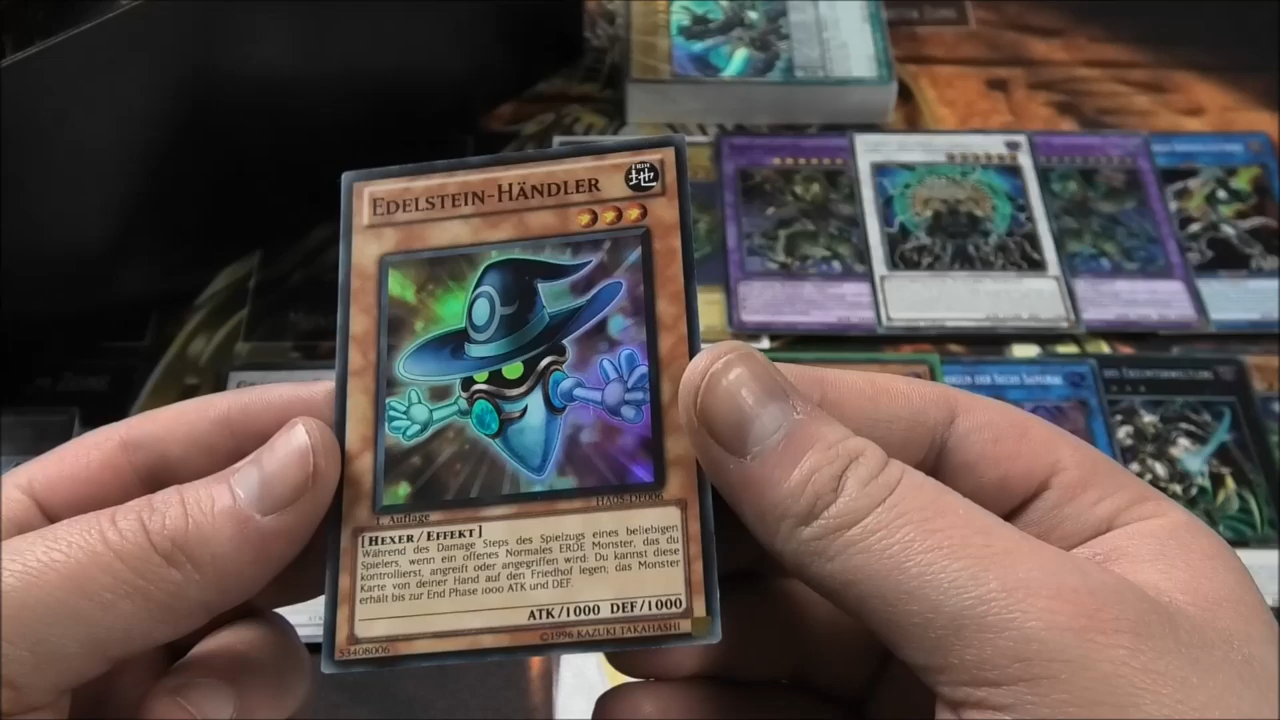 EDELSTEIN-HÄNDLER
ERDE
地
HA05-DE006
1. Auflage
[HEXER/EFFEKT]
Während des Damage Steps des Spielzugs eines beliebigen
Spielers, wenn ein offenes Normales ERDE Monster, das du
kontrollierst, angreift oder angegriffen wird: Du kannst diese
Karte von deiner Hand auf den Friedhof legen; das Monster
erhält bis zur End Phase 1000 ATK und DEF.
ATK/1000 DEF/1000
53408006
©1996 KAZUKI TAKAHASHI
DER SECHS SAMURAI